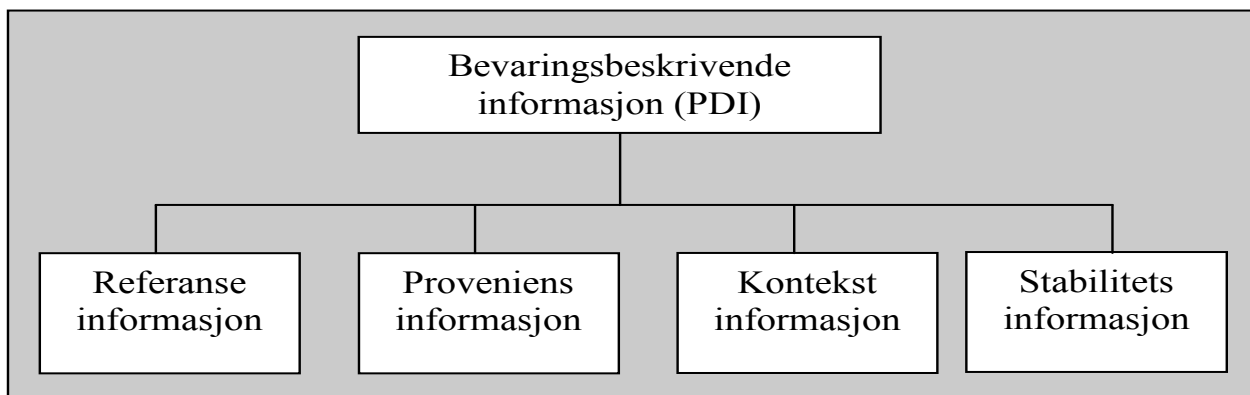 Bevaringsbeskrivende
informasjon (PDI)
Referanse
informasjon
Proveniens
informasjon
Kontekst
informasjon
Stabilitets
informasjon